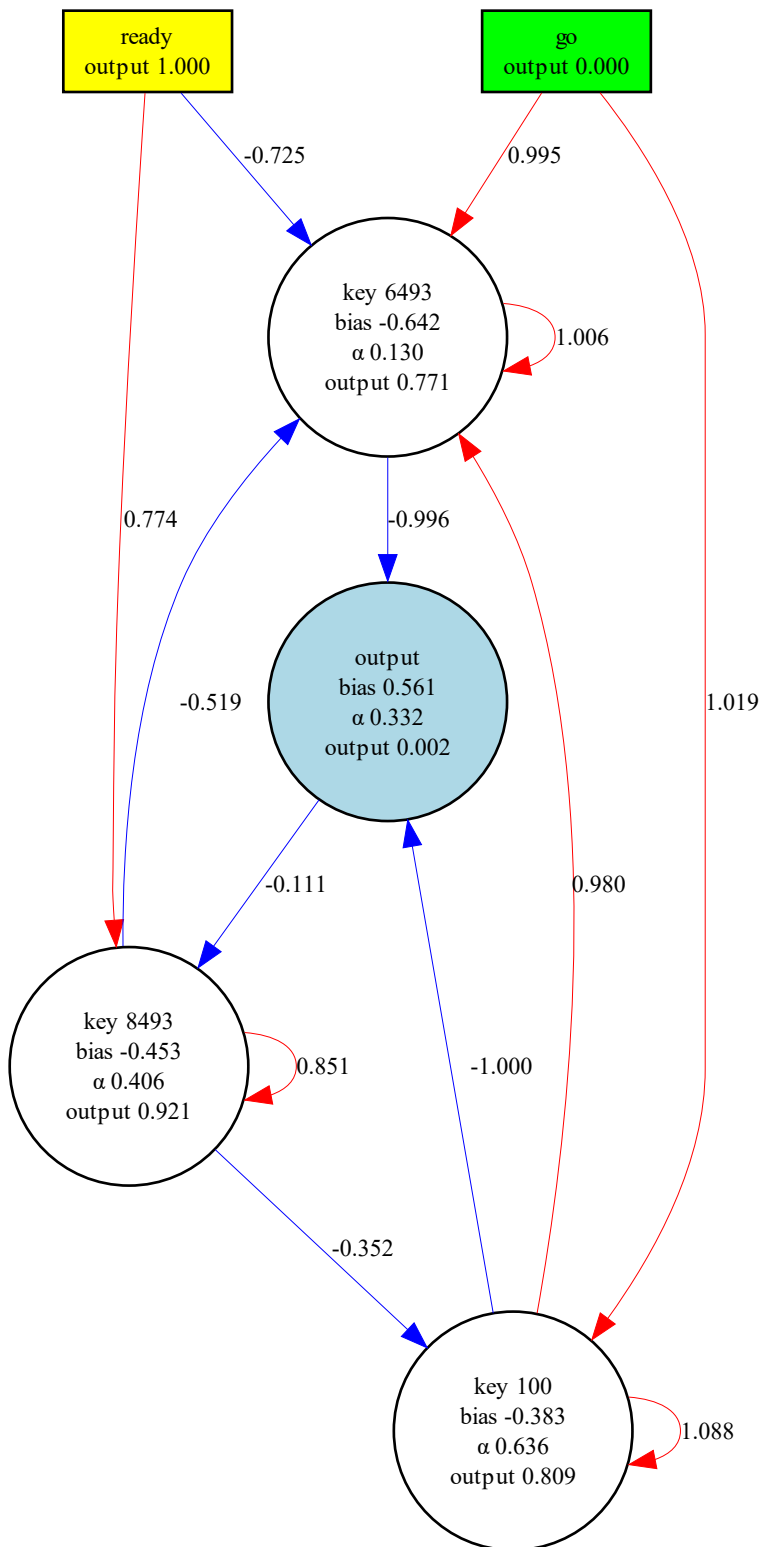 ready
output 1.000
go
output 0.000
-0.725
0.995
key 6493
bias -0.642
α 0.130
output 0.771
1.006
0.774
-0.996
output
bias 0.561
α 0.332
output 0.002
-0.519
1.019
-0.111
0.980
key 8493
bias -0.453
α 0.406
output 0.921
0.851
-1.000
-0.352
key 100
bias -0.383
α 0.636
output 0.809
1.088